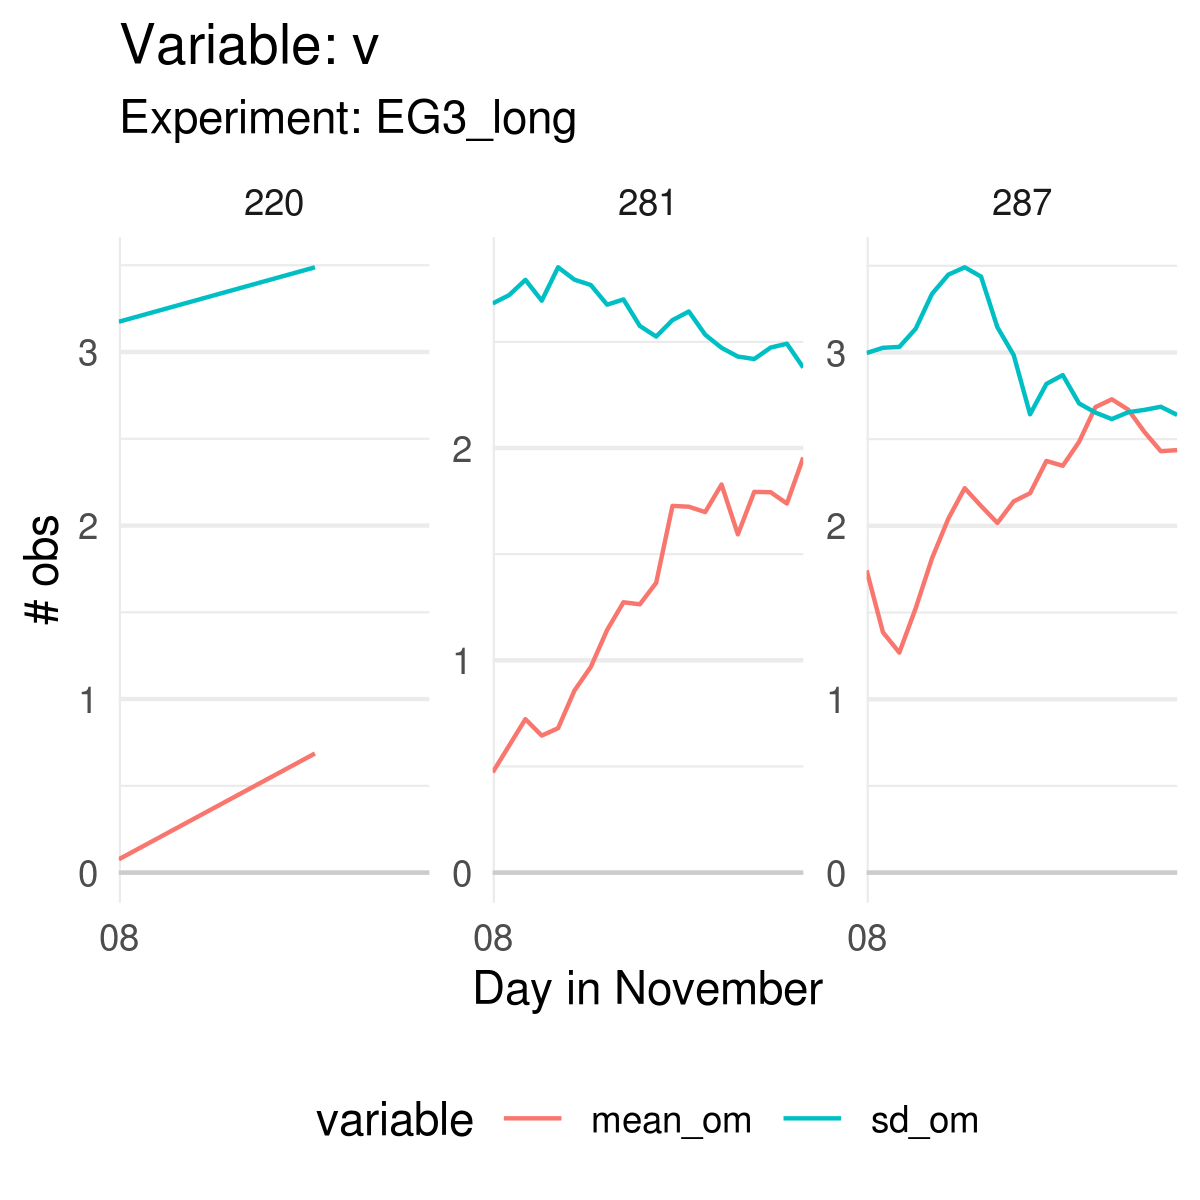 Variable: v
Experiment: EG3_long
220 281 287
3
2
1
0
2
1
0
3
2
1
0
# obs
08 08 08
Day in November
variable mean_om sd_om